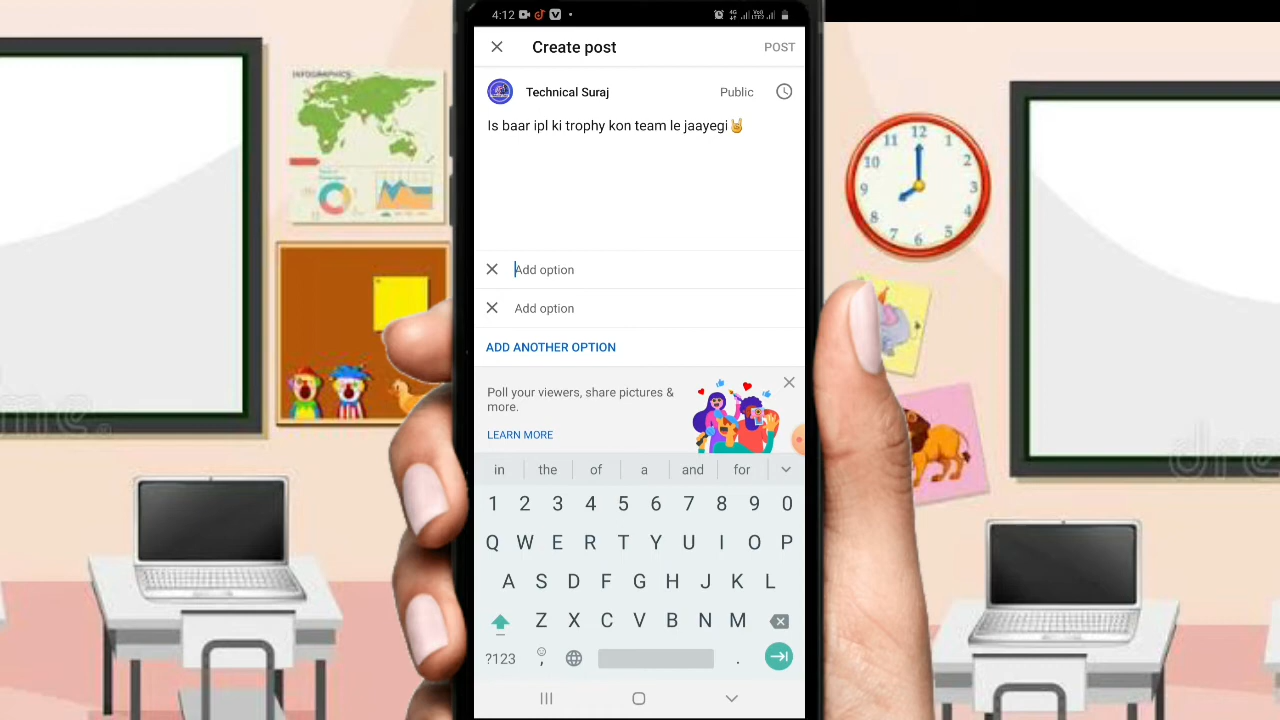 4:12
Create post
POST
Technical Suraj
Public
Is baar ipl ki trophy kon team le jaayegi🤘
Add option
Add option
ADD ANOTHER OPTION
Poll your viewers, share pictures &
more.
LEARN MORE
in the of a and for
1 2 3 4 5 6 7 8 9 0
Q W E R T Y U I O P
A S D F G H J K L
Z X C V B N M
?123 , .
INFOGRAPHICS
12
1
2
3
4
5
6
7
8
9
10
11
me.
dre